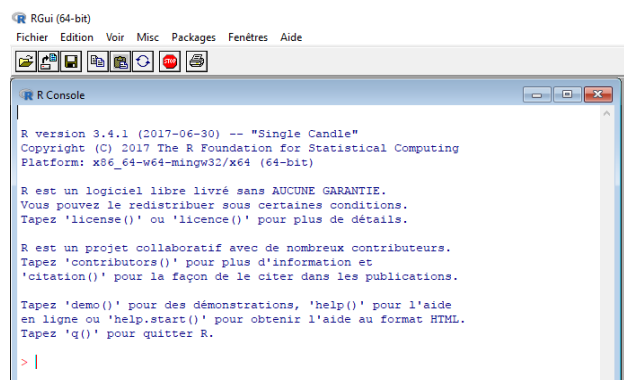 RGui (64-bit)
Fichier Edition Voir Misc Packages Fenêtres Aide
STOP
R Console
R version 3.4.1 (2017-06-30) -- "Single Candle"
Copyright (C) 2017 The R Foundation for Statistical Computing
Platform: x86_64-w64-mingw32/x64 (64-bit)
R est un logiciel libre livré sans AUCUNE GARANTIE.
Vous pouvez le redistribuer sous certaines conditions.
Tapez 'license()' ou 'licence()' pour plus de détails.
R est un projet collaboratif avec de nombreux contributeurs.
Tapez 'contributors()' pour plus d'information et
'citation()' pour la façon de le citer dans les publications.
Tapez 'demo()' pour des démonstrations, 'help()' pour l'aide
en ligne ou 'help.start()' pour obtenir l'aide au format HTML.
Tapez 'q()' pour quitter R.
>